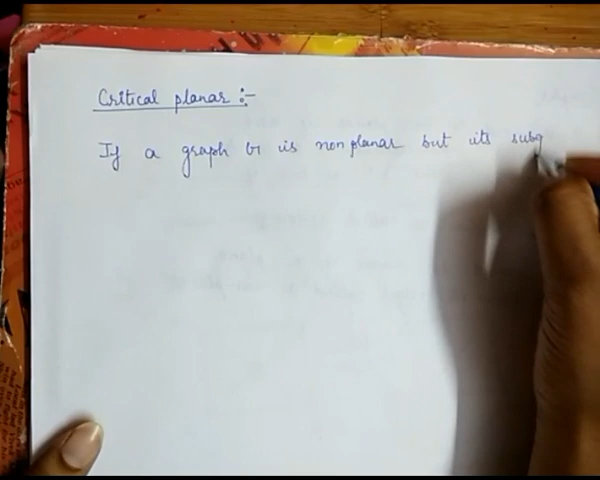 Critical planar :-
If a graph G is non planar but its subg